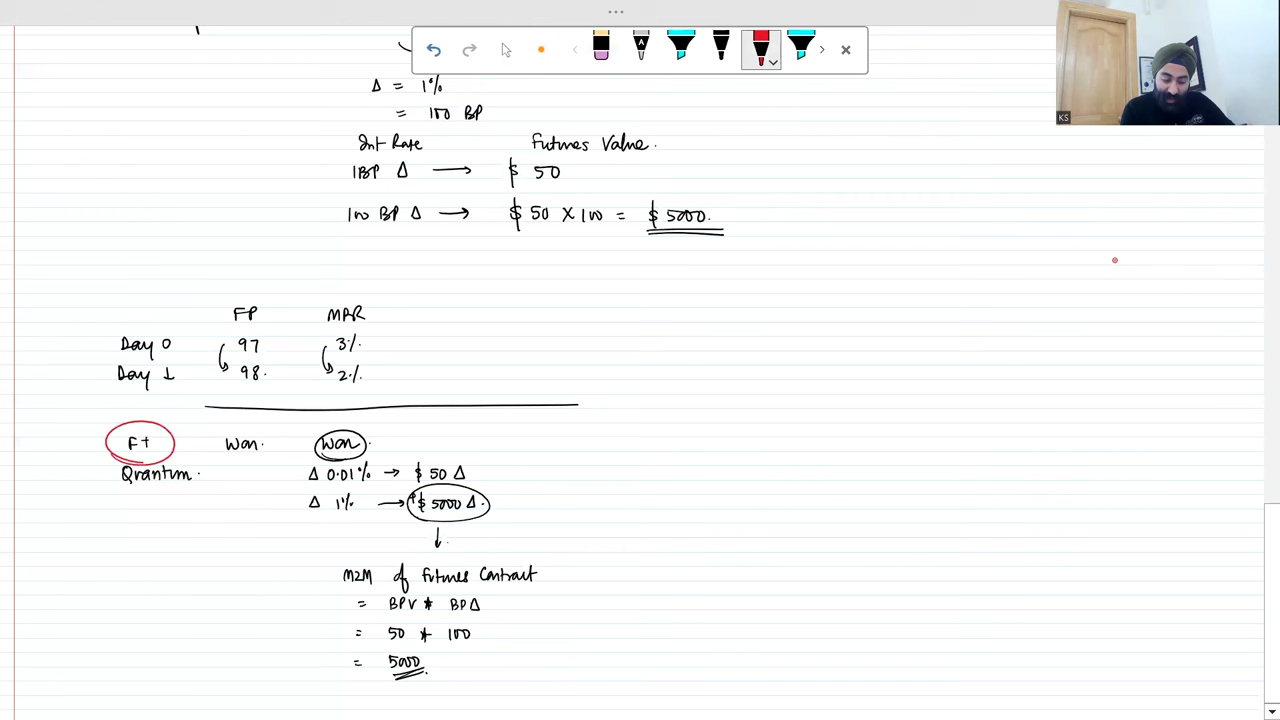 Δ = 1%
= 100 BP
Int Rate Futures Value.
1BP Δ → $ 50
100 BP Δ → $ 50 X 100 = $ 5000.
FP MRR
Day 0 97 3%.
Day 1 98. 2%.
F+ Won. Won.
Quantum. Δ 0.01% → $ 50 Δ
Δ 1% → $ 5000 Δ.
↓
M2M of Futures Contract
= BPV * BPΔ
= 50 * 100
= 5000.
KS